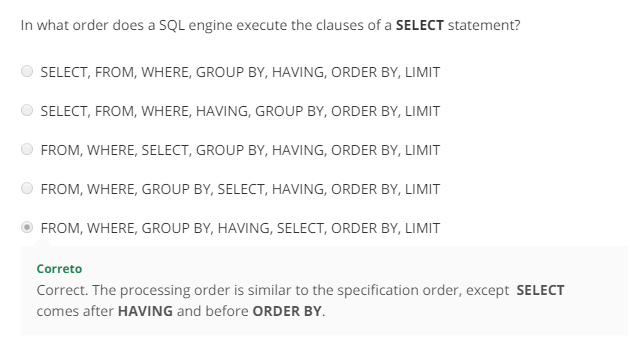 In what order does a SQL engine execute the clauses of a SELECT statement?
SELECT, FROM, WHERE, GROUP BY, HAVING, ORDER BY, LIMIT
SELECT, FROM, WHERE, HAVING, GROUP BY, ORDER BY, LIMIT
FROM, WHERE, SELECT, GROUP BY, HAVING, ORDER BY, LIMIT
FROM, WHERE, GROUP BY, SELECT, HAVING, ORDER BY, LIMIT
FROM, WHERE, GROUP BY, HAVING, SELECT, ORDER BY, LIMIT
Correto
Correct. The processing order is similar to the specification order, except SELECT
comes after HAVING and before ORDER BY.